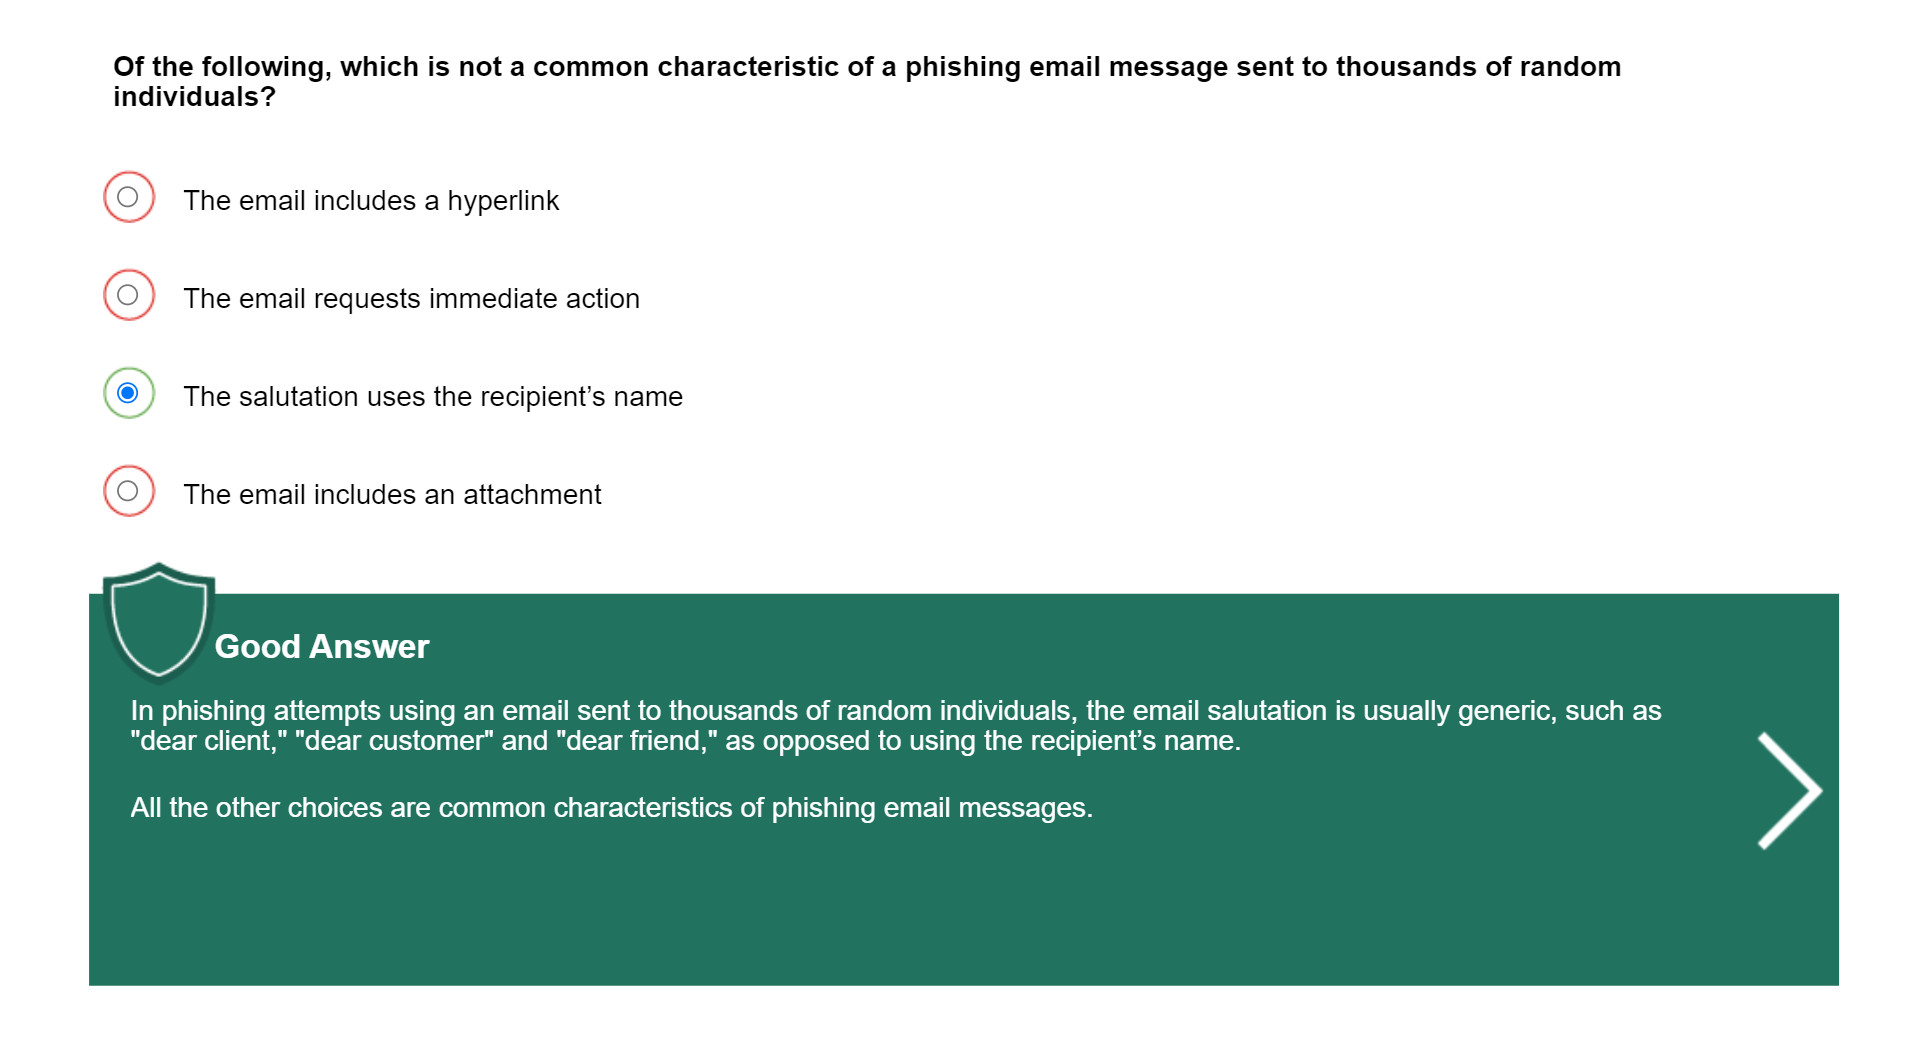 Of the following, which is not a common characteristic of a phishing email message sent to thousands of random
individuals?
The email includes a hyperlink
The email requests immediate action
The salutation uses the recipient’s name
The email includes an attachment
Good Answer
In phishing attempts using an email sent to thousands of random individuals, the email salutation is usually generic, such as
"dear client," "dear customer" and "dear friend," as opposed to using the recipient’s name.
All the other choices are common characteristics of phishing email messages.